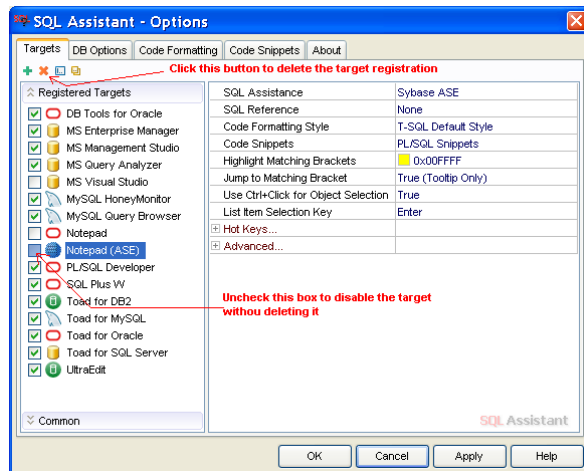 SQL Assistant - Options
Targets DB Options Code Formatting Code Snippets About
Click this button to delete the target registration
Registered Targets
DB Tools for Oracle
MS Enterprise Manager
MS Management Studio
MS Query Analyzer
MS Visual Studio
MySQL HoneyMonitor
MySQL Query Browser
Notepad
Notepad (ASE)
PL/SQL Developer
SQL Plus W
Toad for DB2
Toad for MySQL
Toad for Oracle
Toad for SQL Server
UltraEdit
Common
SQL Assistance Sybase ASE
SQL Reference None
Code Formatting Style T-SQL Default Style
Code Snippets PL/SQL Snippets
Highlight Matching Brackets 0x00FFFF
Jump to Matching Bracket True (Tooltip Only)
Use Ctrl+Click for Object Selection True
List Item Selection Key Enter
Hot Keys...
Advanced...
Uncheck this box to disable the target
withou deleting it
SQL Assistant
OK Cancel Apply Help